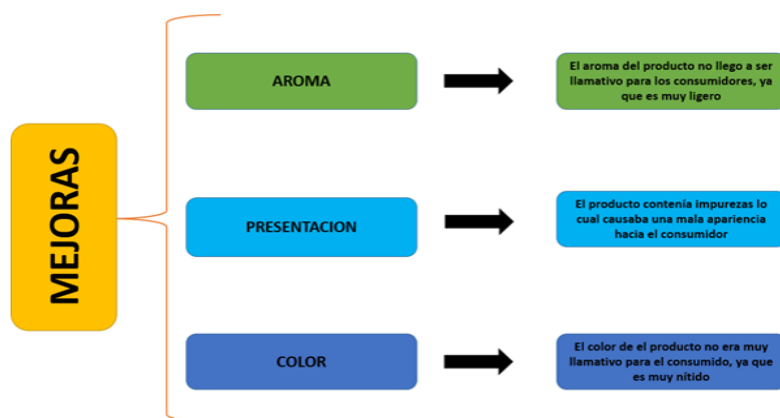 MEJORAS
AROMA
El aroma del producto no llego a ser
llamativo para los consumidores, ya
que es muy ligero
PRESENTACION
El producto contenía impurezas lo
cual causaba una mala apariencia
hacia el consumidor
COLOR
El color de el producto no era muy
llamativo para el consumido, ya que
es muy nítido